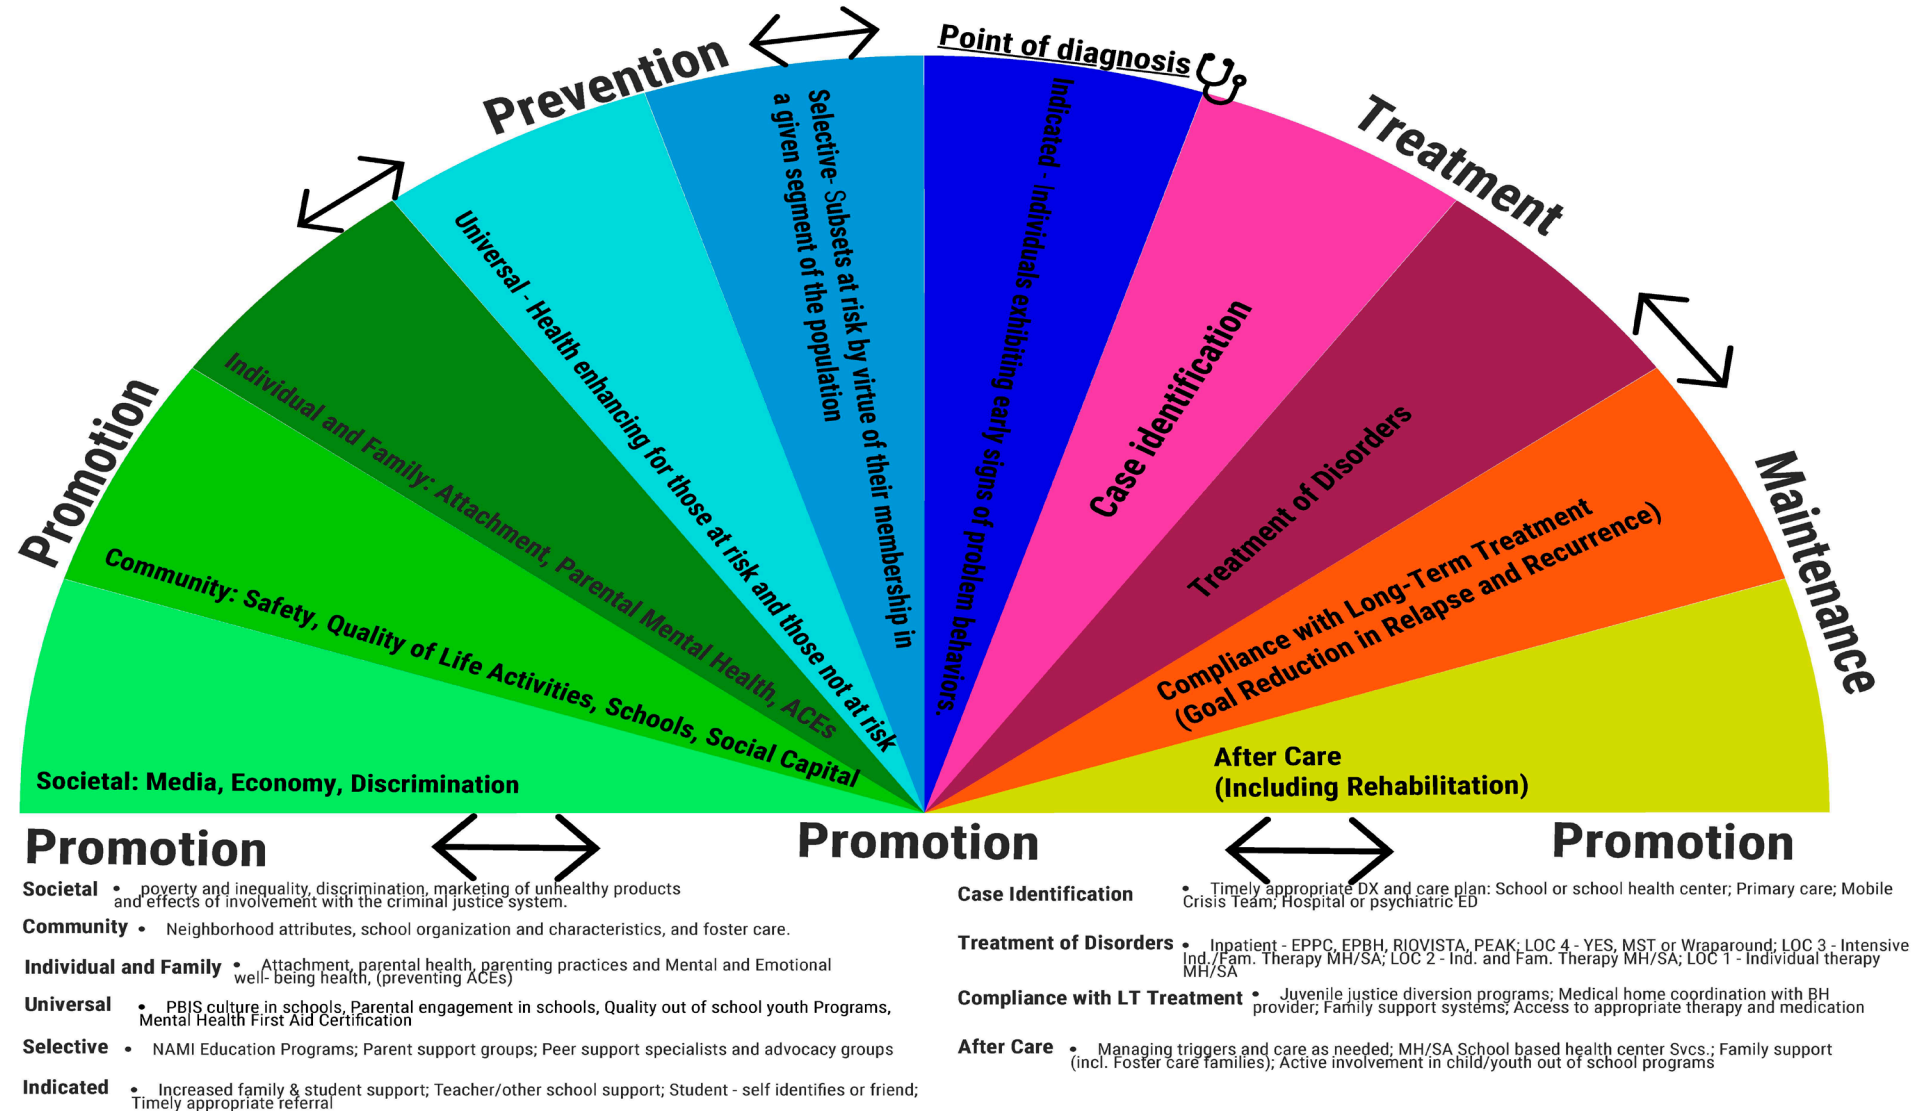 Prevention
Point of diagnosis
Treatment
Promotion
Maintenance
Societal: Media, Economy, Discrimination
Community: Safety, Quality of Life Activities, Schools, Social Capital
Individual and Family: Attachment, Parental Mental Health, ACEs
Universal - Health enhancing for those at risk and those not at risk
Selective- Subsets at risk by virtue of their membership in
a given segment of the population
Indicated - Individuals exhibiting early signs of problem behaviors.
Case identification
Treatment of Disorders
Compliance with Long-Term Treatment
(Goal Reduction in Relapse and Recurrence)
After Care
(Including Rehabilitation)
Promotion
Promotion
Promotion
Societal • poverty and inequality, discrimination, marketing of unhealthy products
and effects of involvement with the criminal justice system.
Community • Neighborhood attributes, school organization and characteristics, and foster care.
Individual and Family • Attachment, parental health, parenting practices and Mental and Emotional
well- being health, (preventing ACEs)
Universal • PBIS culture in schools, Parental engagement in schools, Quality out of school youth Programs,
Mental Health First Aid Certification
Selective • NAMI Education Programs; Parent support groups; Peer support specialists and advocacy groups
Indicated • Increased family & student support; Teacher/other school support; Student - self identifies or friend;
Timely appropriate referral
Case Identification • Timely appropriate DX and care plan: School or school health center; Primary care; Mobile
Crisis Team; Hospital or psychiatric ED
Treatment of Disorders • Inpatient - EPPC, EPBH, RIOVISTA, PEAK; LOC 4 - YES, MST or Wraparound; LOC 3 - Intensive
Ind./Fam. Therapy MH/SA; LOC 2 - Ind. and Fam. Therapy MH/SA; LOC 1 - Individual therapy
MH/SA
Compliance with LT Treatment • Juvenile justice diversion programs; Medical home coordination with BH
provider; Family support systems; Access to appropriate therapy and medication
After Care • Managing triggers and care as needed; MH/SA School based health center Svcs.; Family support
(incl. Foster care families); Active involvement in child/youth out of school programs